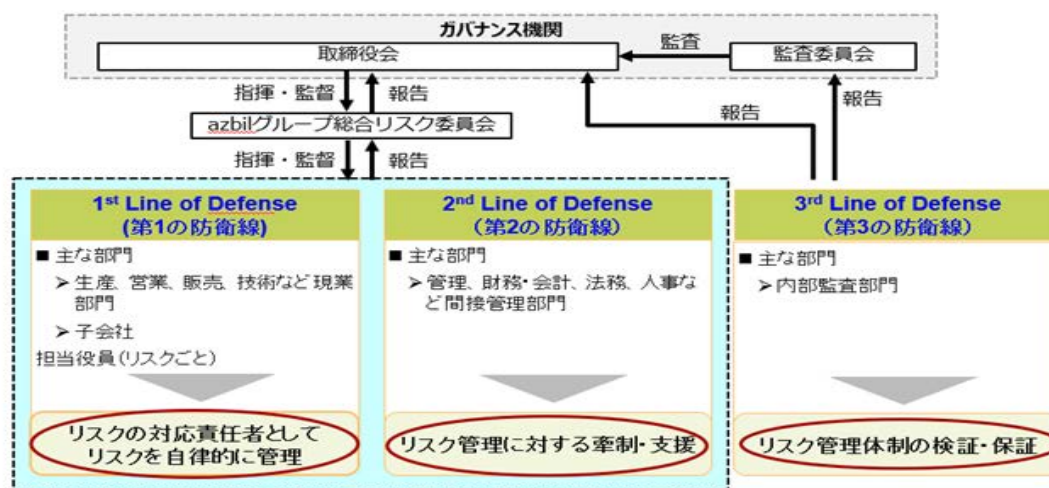 ガバナンス機関
取締役会
監査
監査委員会
指揮・監督
報告
報告
報告
azbilグループ総合リスク委員会
指揮・監督
報告
1st Line of Defense
(第1の防衛線)
■ 主な部門
➢ 生産、営業、販売、技術など現業
部門
➢ 子会社
担当役員(リスクごと)
リスクの対応責任者として
リスクを自律的に管理
2nd Line of Defense
(第2の防衛線)
■ 主な部門
➢ 管理、財務・会計、法務、人事な
ど間接管理部門
リスク管理に対する牽制・支援
3rd Line of Defense
(第3の防衛線)
■ 主な部門
➢ 内部監査部門
リスク管理体制の検証・保証